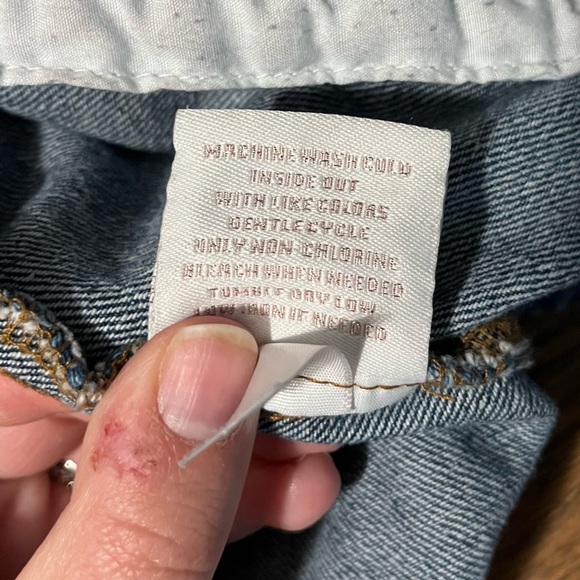 MACHINE WASH COLD
INSIDE OUT
WITH LIKE COLORS
GENTLE CYCLE
ONLY NON-CHLORINE
BLEACH WHEN NEEDED
TUMBLE DRY LOW
LOW IRON IF NEEDED